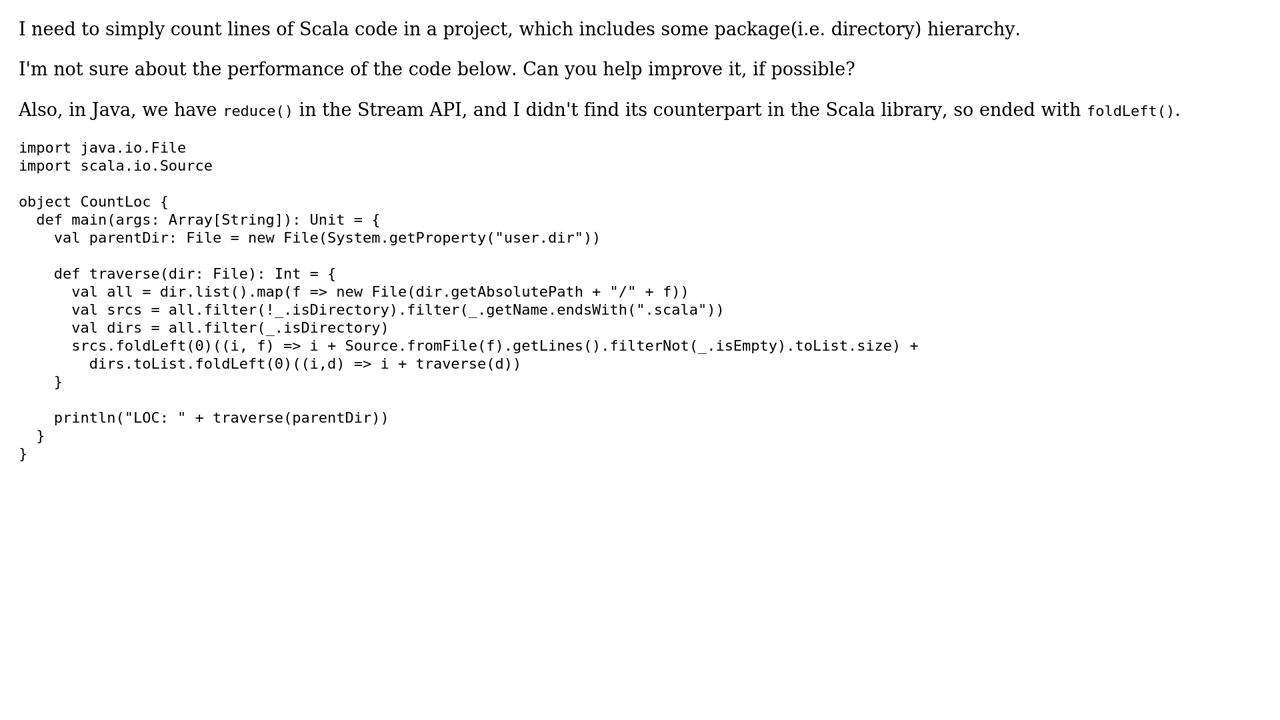 I need to simply count lines of Scala code in a project, which includes some package(i.e. directory) hierarchy.
I'm not sure about the performance of the code below. Can you help improve it, if possible?
Also, in Java, we have reduce() in the Stream API, and I didn't find its counterpart in the Scala library, so ended with foldLeft().
import java.io.File
import scala.io.Source

object CountLoc {
  def main(args: Array[String]): Unit = {
    val parentDir: File = new File(System.getProperty("user.dir"))

    def traverse(dir: File): Int = {
      val all = dir.list().map(f => new File(dir.getAbsolutePath + "/" + f))
      val srcs = all.filter(!_.isDirectory).filter(_.getName.endsWith(".scala"))
      val dirs = all.filter(_.isDirectory)
      srcs.foldLeft(0)((i, f) => i + Source.fromFile(f).getLines().filterNot(_.isEmpty).toList.size) +
        dirs.toList.foldLeft(0)((i,d) => i + traverse(d))
    }

    println("LOC: " + traverse(parentDir))
  }
}